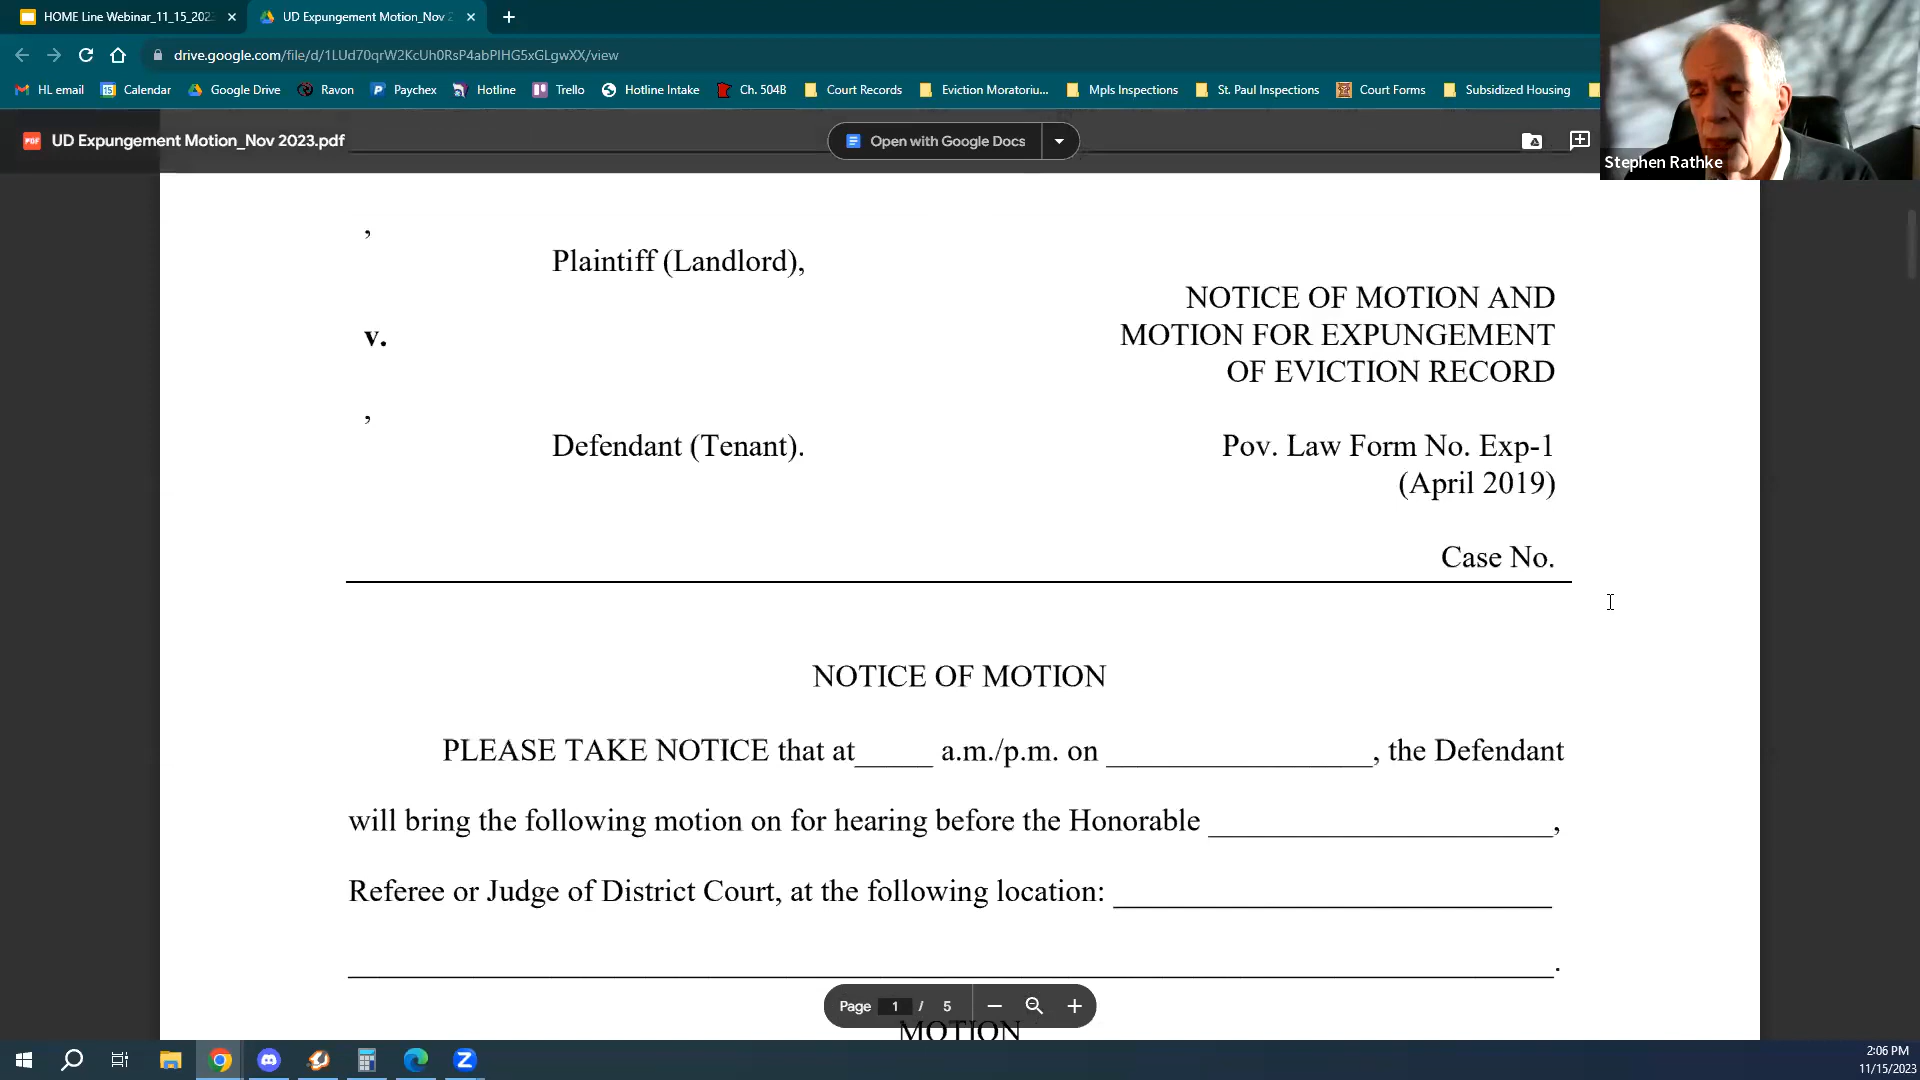 HOME Line Webinar_11_15_202
UD Expungement Motion_Nov 2
drive.google.com/file/d/1LUd70qrW2KcUh0RsP4abPIHG5xGLgwXX/view
HL email
Calendar
Google Drive
Ravon
Paychex
Hotline
Trello
Hotline Intake
Ch. 504B
Court Records
Eviction Moratoriu...
Mpls Inspections
St. Paul Inspections
Court Forms
Subsidized Housing
UD Expungement Motion_Nov 2023.pdf
Open with Google Docs
Stephen Rathke
,
Plaintiff (Landlord),
NOTICE OF MOTION AND
v.
MOTION FOR EXPUNGEMENT
OF EVICTION RECORD
,
Defendant (Tenant).
Pov. Law Form No. Exp-1
(April 2019)
Case No.
NOTICE OF MOTION
PLEASE TAKE NOTICE that at_____ a.m./p.m. on _________________, the Defendant
will bring the following motion on for hearing before the Honorable ______________________,
Referee or Judge of District Court, at the following location: ____________________________
_____________________________________________________________________________.
Page 1 / 5
MOTION
2:06 PM
11/15/2023